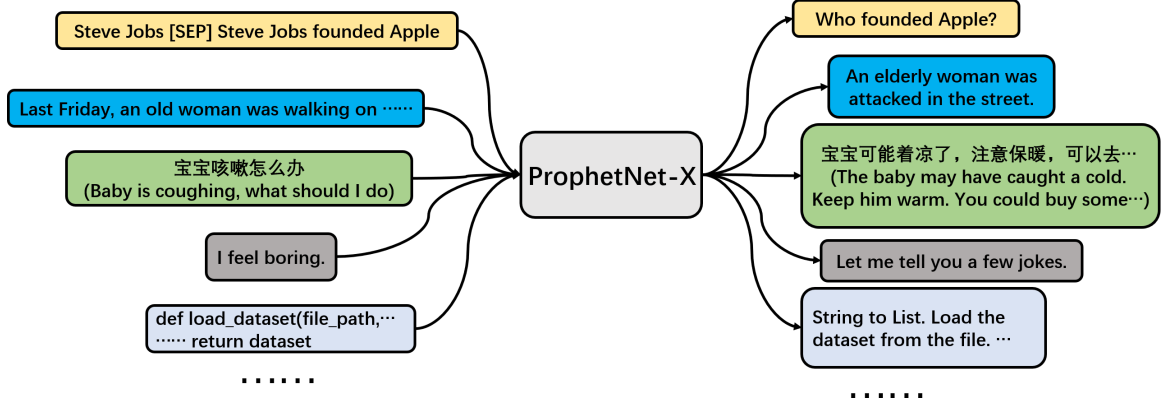 Steve Jobs [SEP] Steve Jobs founded Apple
Last Friday, an old woman was walking on ……
宝宝咳嗽怎么办
(Baby is coughing, what should I do)
I feel boring.
def load_dataset(file_path,…
…… return dataset
……
ProphetNet-X
Who founded Apple?
An elderly woman was
attacked in the street.
宝宝可能着凉了，注意保暖，可以去…
(The baby may have caught a cold.
Keep him warm. You could buy some…)
Let me tell you a few jokes.
String to List. Load the
dataset from the file. …
……